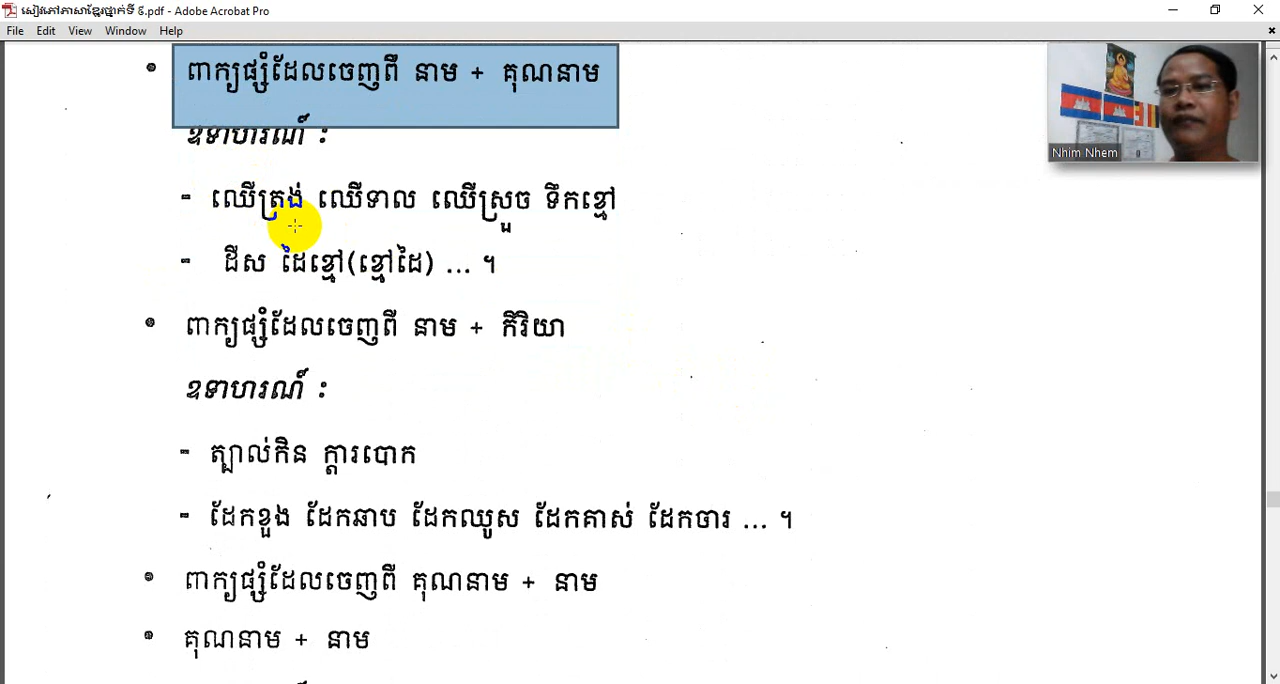 សៀវភៅភាសាខ្មែរថ្នាក់ទី ៩.pdf - Adobe Acrobat Pro
File Edit View Window Help
ពាក្យផ្សំដែលចេញពី នាម + គុណនាម
ឧទាហរណ៍ ៖
- ឈើត្រង់ ឈើទាល ឈើស្រួច ទឹកខ្មៅ
- ដីស ដៃខ្មៅ(ខ្មៅដៃ) ... ។
ពាក្យផ្សំដែលចេញពី នាម + កិរិយា
ឧទាហរណ៍ ៖
- ត្បាល់កិន ក្តារបោក
- ដែកខួង ដែកឆាប ដែកឈូស ដែកគាស់ ដែកចារ ... ។
ពាក្យផ្សំដែលចេញពី គុណនាម + នាម
គុណនាម + នាម
Nhim Nhem